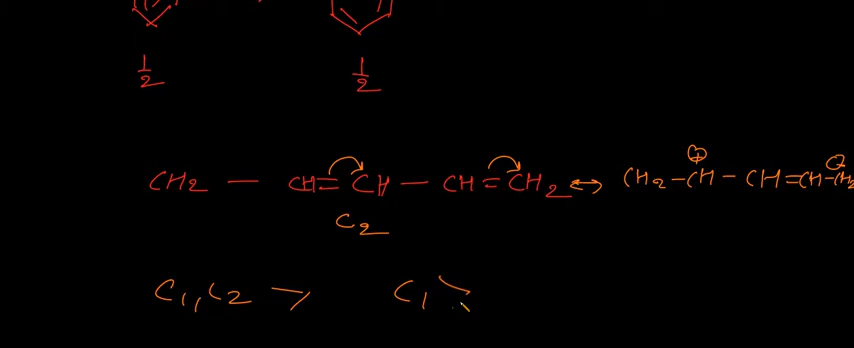 1/2 1/2
CH2 — CH = CH — CH = CH2 ↔ CH2 – CH – CH = CH – CH2
⊕ ⊖
C2
C1, C2 > C1 >